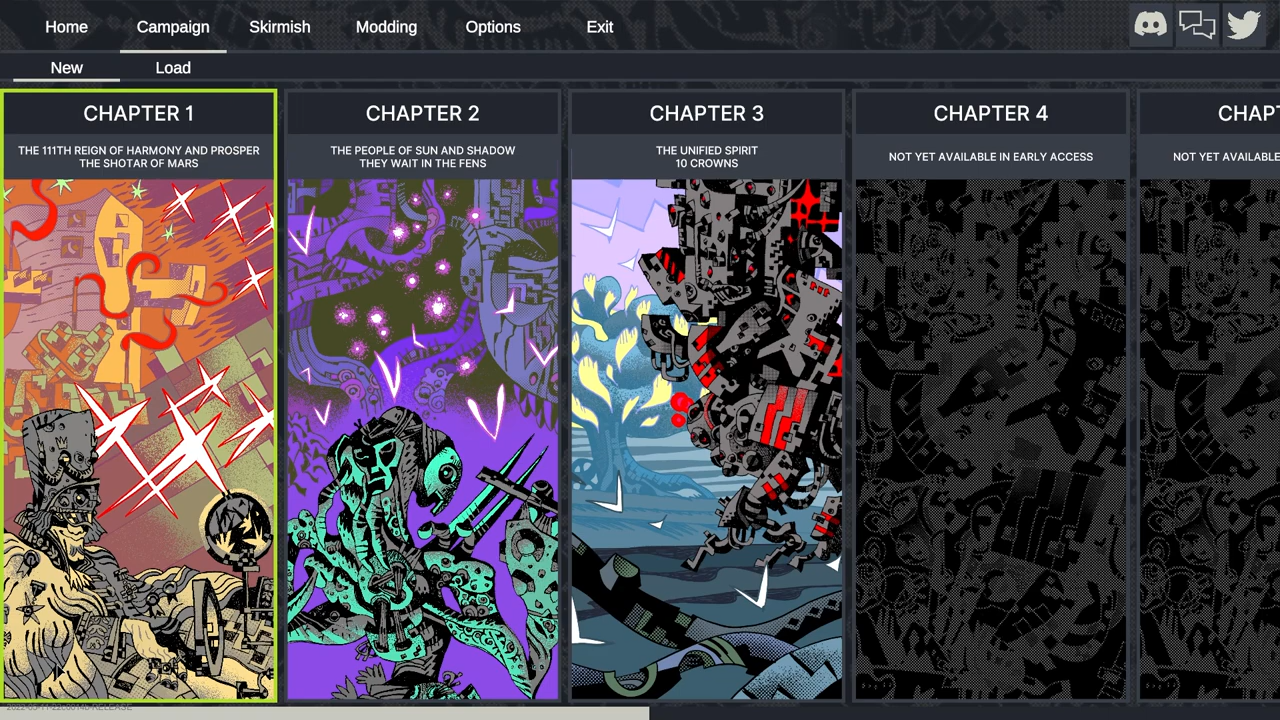 Home Campaign Skirmish Modding Options Exit
New Load
CHAPTER 1
THE 111TH REIGN OF HARMONY AND PROSPER
THE SHOTAR OF MARS
CHAPTER 2
THE PEOPLE OF SUN AND SHADOW
THEY WAIT IN THE FENS
CHAPTER 3
THE UNIFIED SPIRIT
10 CROWNS
CHAPTER 4
NOT YET AVAILABLE IN EARLY ACCESS
CHAPT
NOT YET AVAILABLE